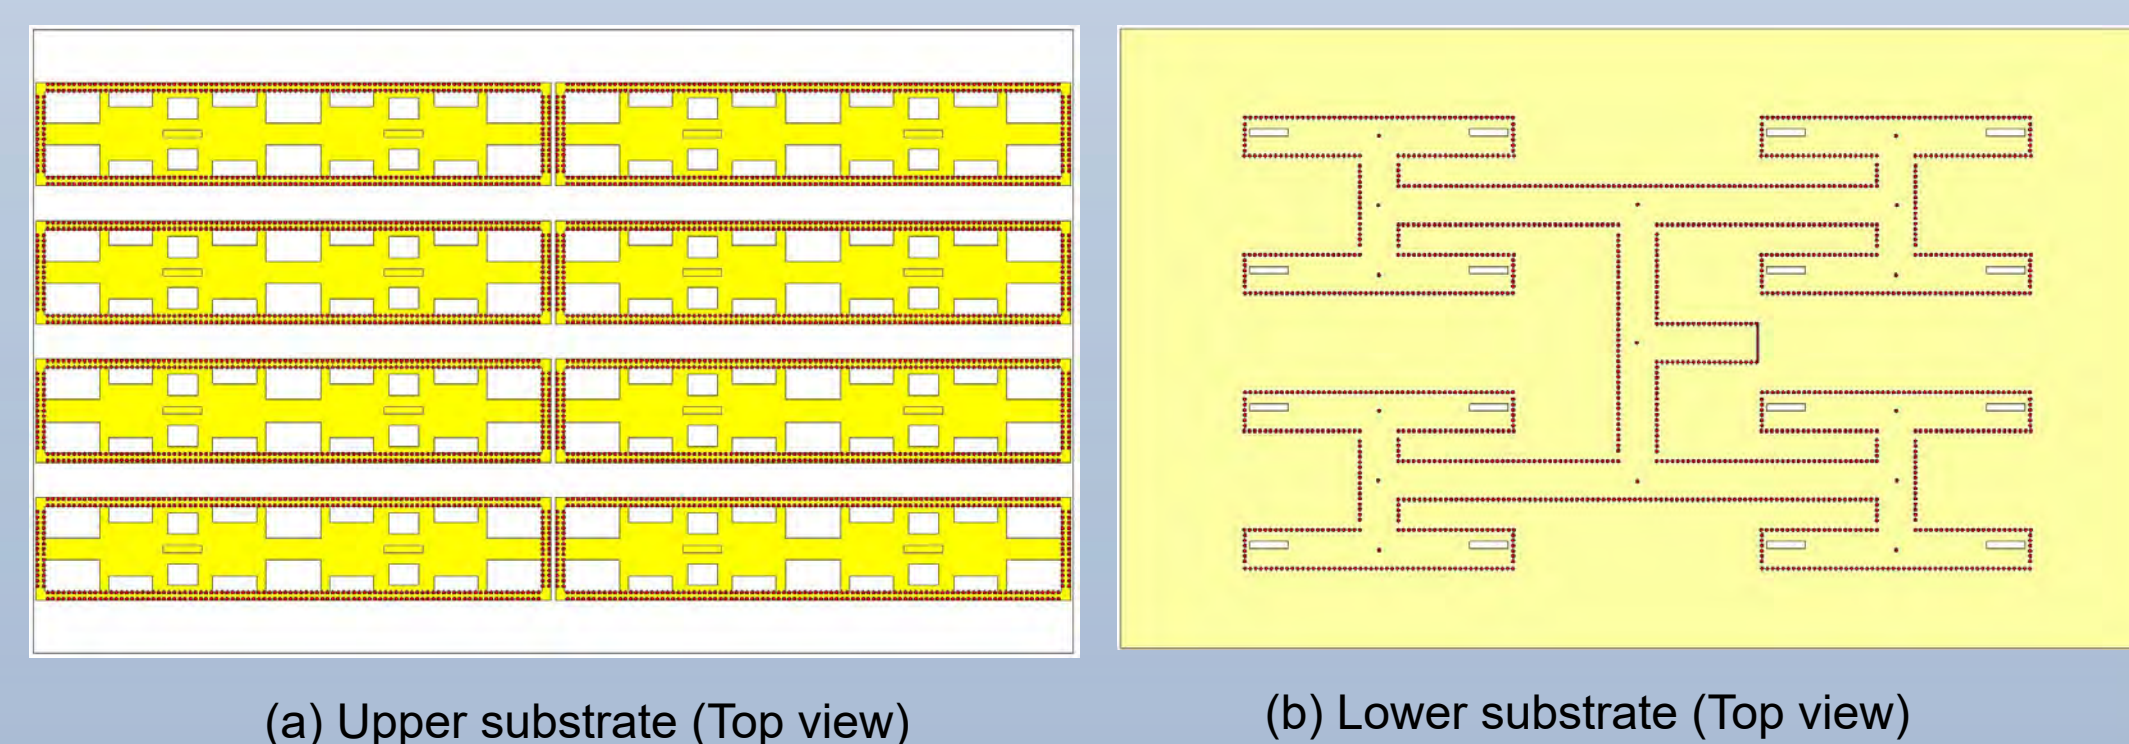 (a) Upper substrate (Top view)
(b) Lower substrate (Top view)